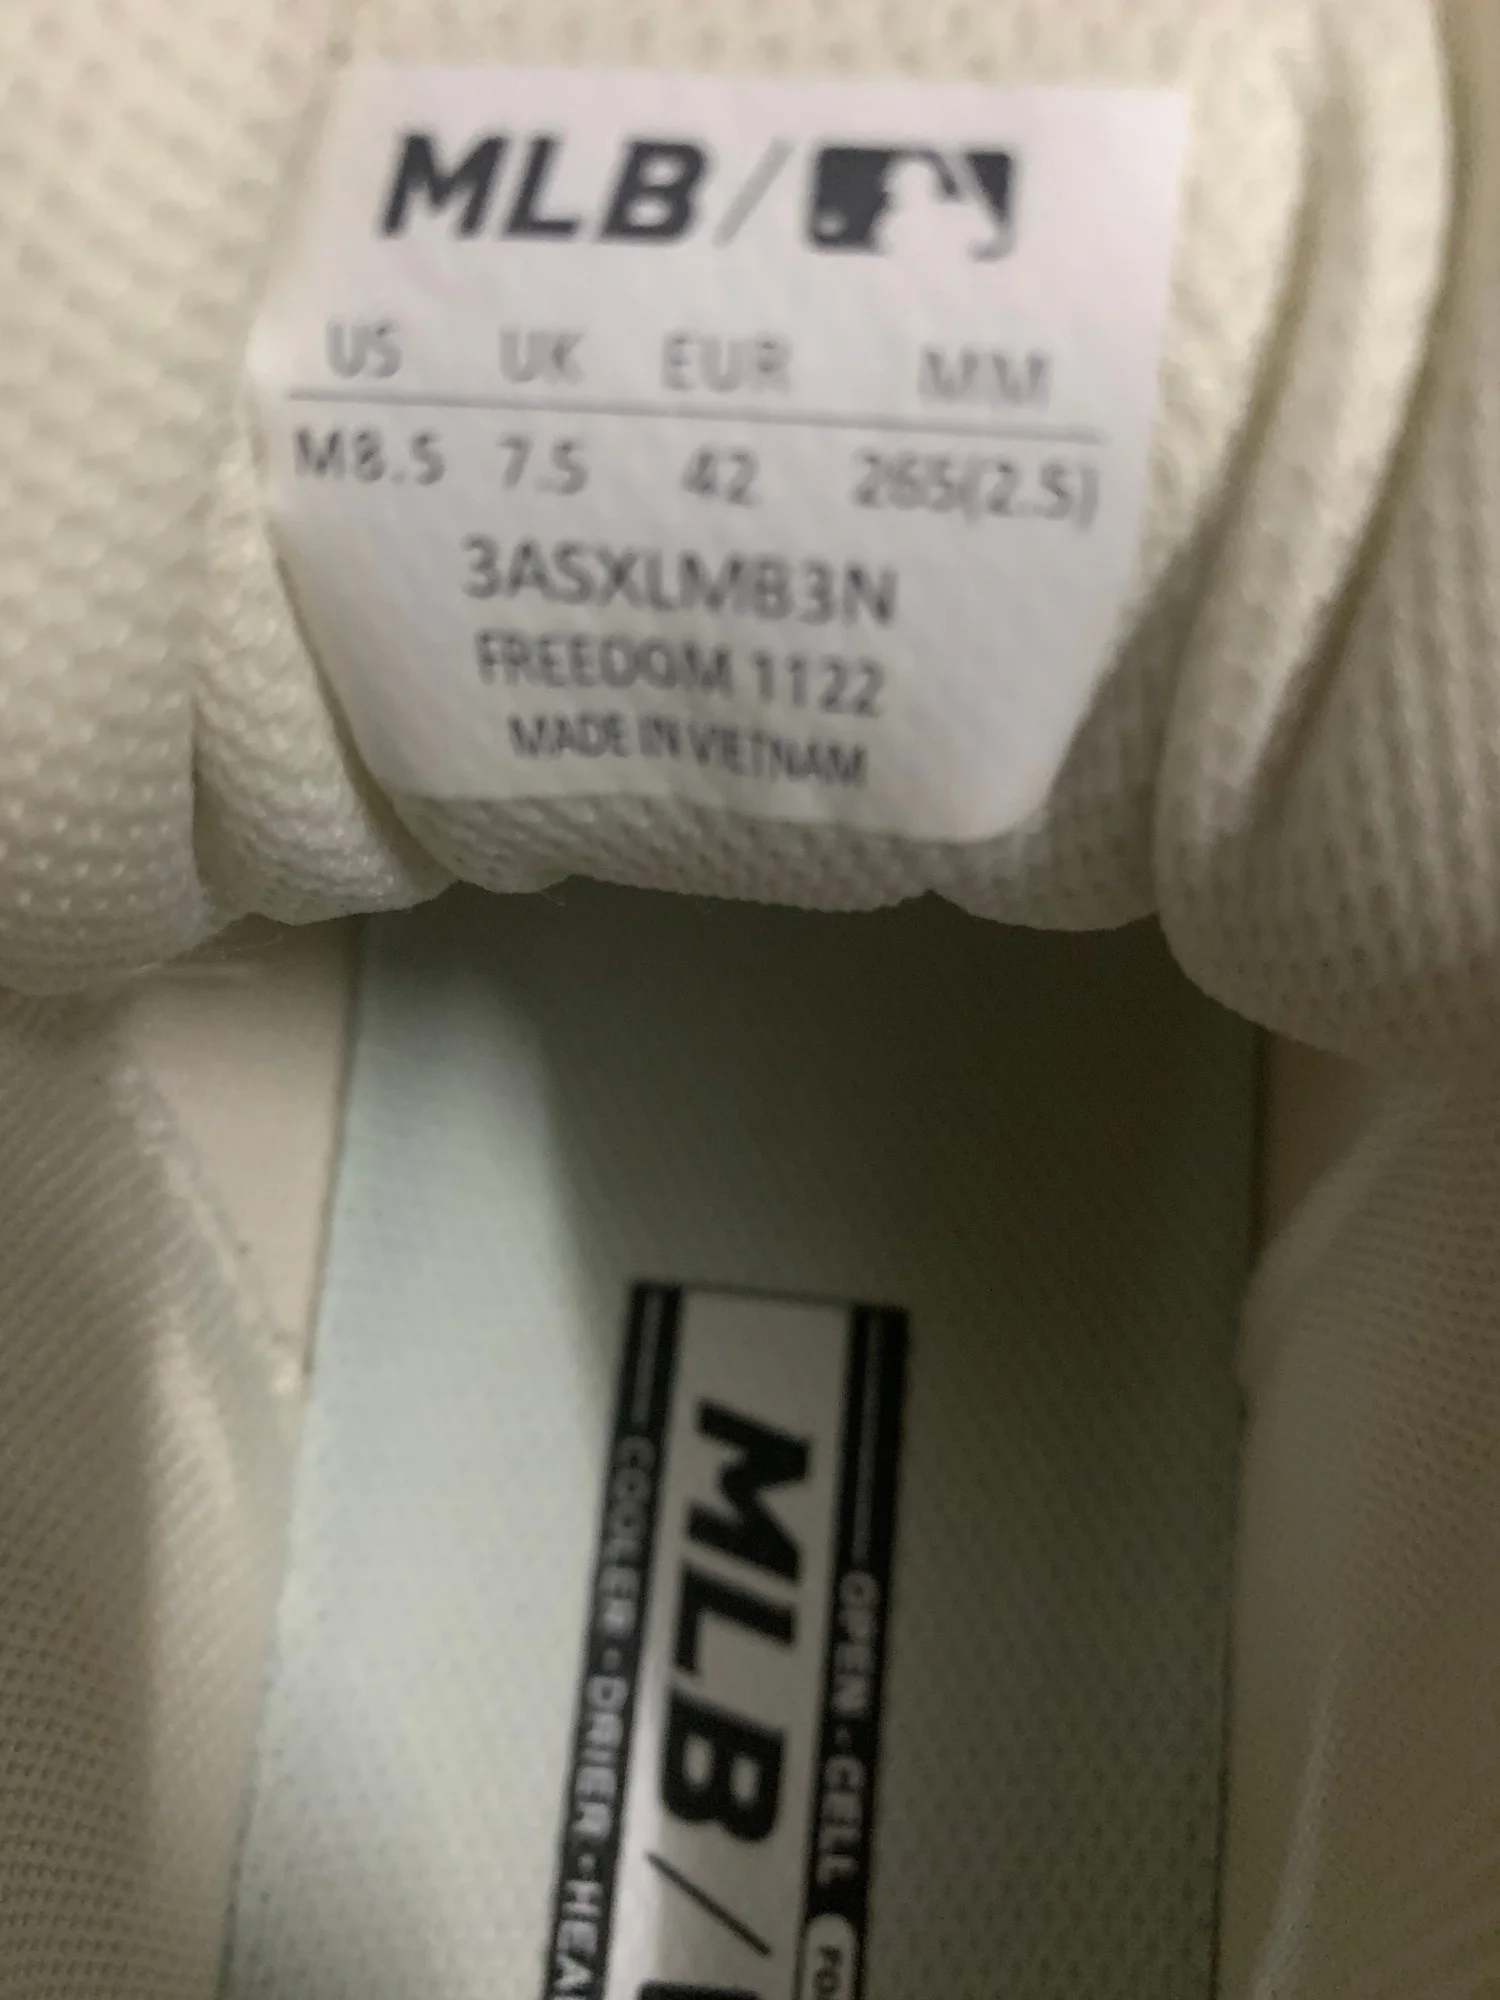 MLB /
US UK EUR MM
M8.5 7.5 42 265(2.5)
3ASXLMB3N
FREEDOM 1122
MADE IN VIETNAM
OPEN • CELL
MLB /
COOLER • DRIER •